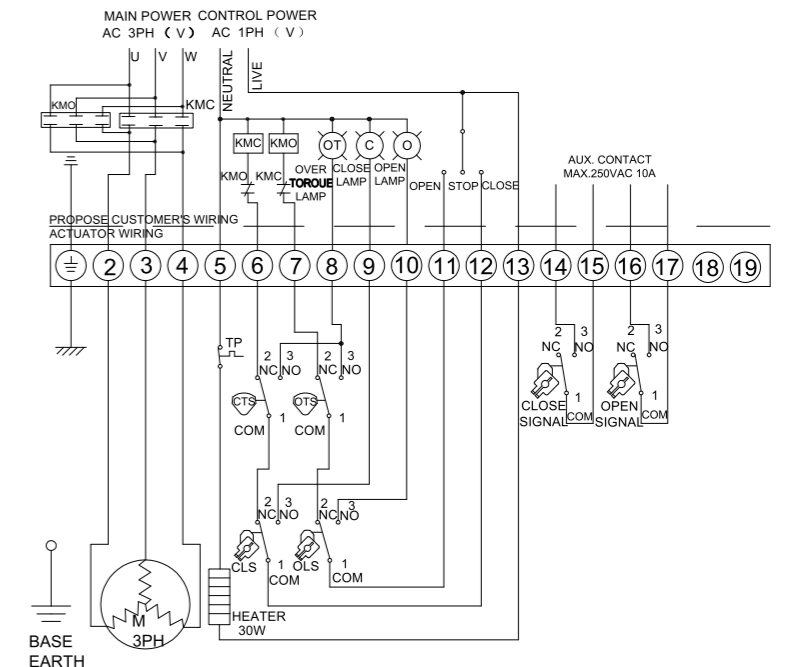 MAIN POWER CONTROL POWER
AC 3PH ( V ) AC 1PH ( V )
U V W
NEUTRAL
LIVE
KMO
KMC
KMC KMO OT C O
KMO KMC
OVER TOROUE LAMP
CLOSE LAMP
OPEN LAMP
OPEN STOP CLOSE
AUX. CONTACT
MAX.250VAC 10A
PROPOSE CUSTOMER'S WIRING
ACTUATOR WIRING
2 3 4 5 6 7 8 9 10 11 12 13 14 15 16 17 18 19
TP
2 3 2 3
NC NO NC NO
CTS OTS
1 1
COM COM
2 3 2 3
NC NO NC NO
CLS OLS
1 1
COM COM
2 3 2 3
NC NO NC NO
1 1
COM COM
CLOSE SIGNAL
OPEN SIGNAL
M
3PH
HEATER
30W
BASE
EARTH